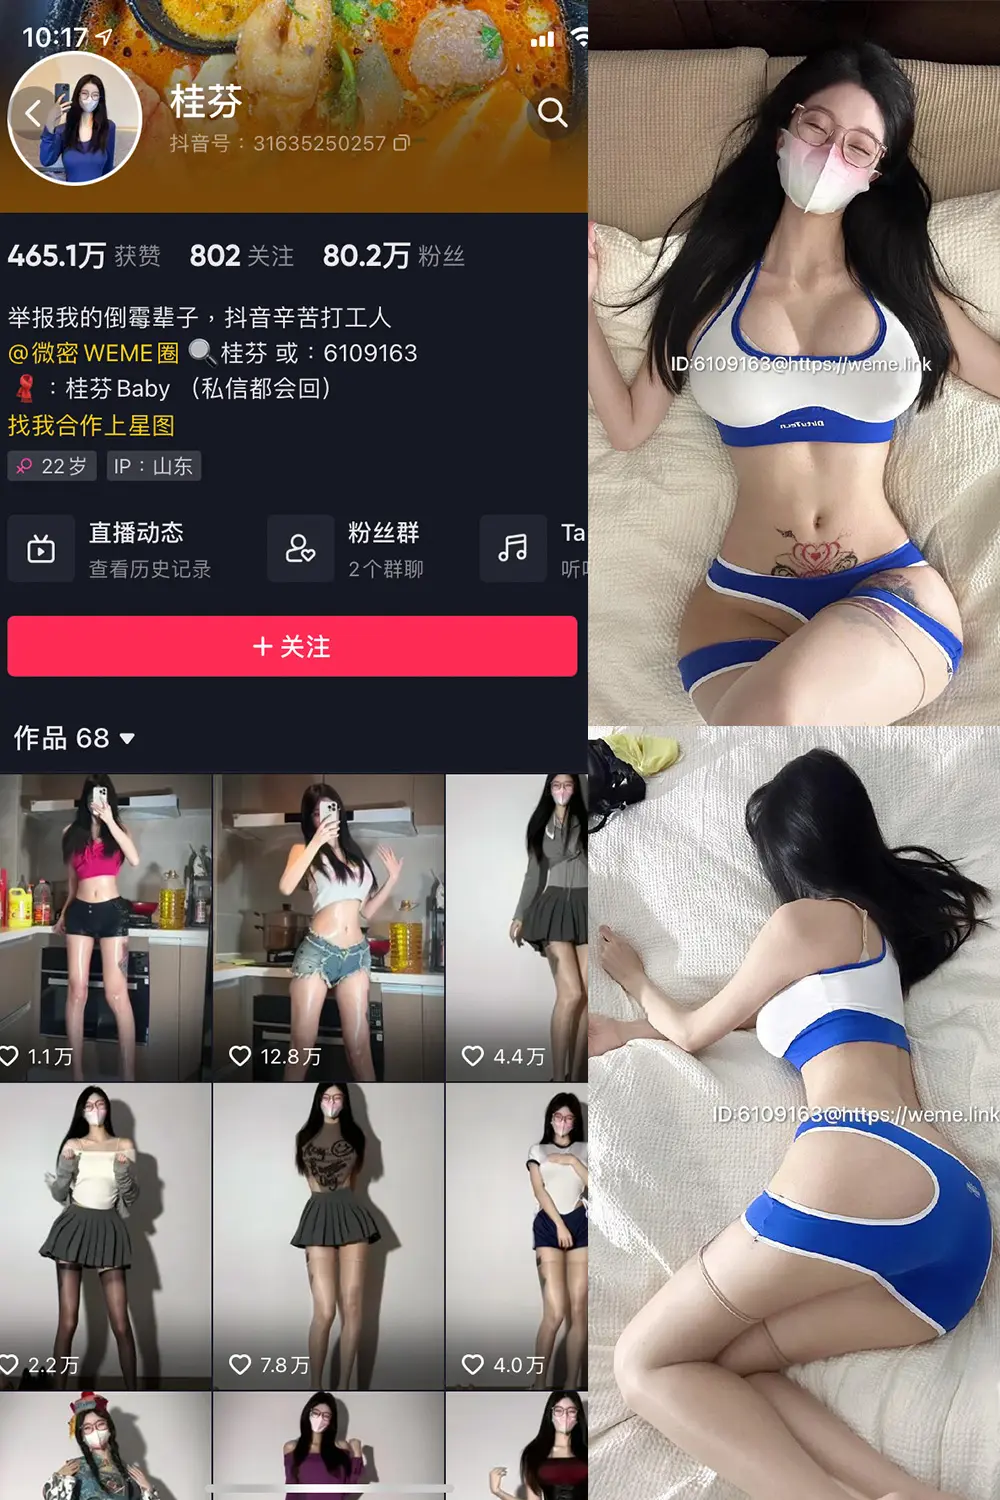 10:17
桂芬
抖音号：31635250257
465.1万 获赞 802 关注 80.2万 粉丝
举报我的倒霉辈子，抖音辛苦打工人
@微密WEME圈 🔍桂芬 或：6109163
：桂芬Baby （私信都会回）
找我合作上星图
22岁 IP：山东
直播动态
查看历史记录
粉丝群
2个群聊
Ta
听
+ 关注
作品 68
1.1万
12.8万
4.4万
2.2万
7.8万
4.0万
ID:6109163@https://weme.link
ID:6109163@https://weme.link